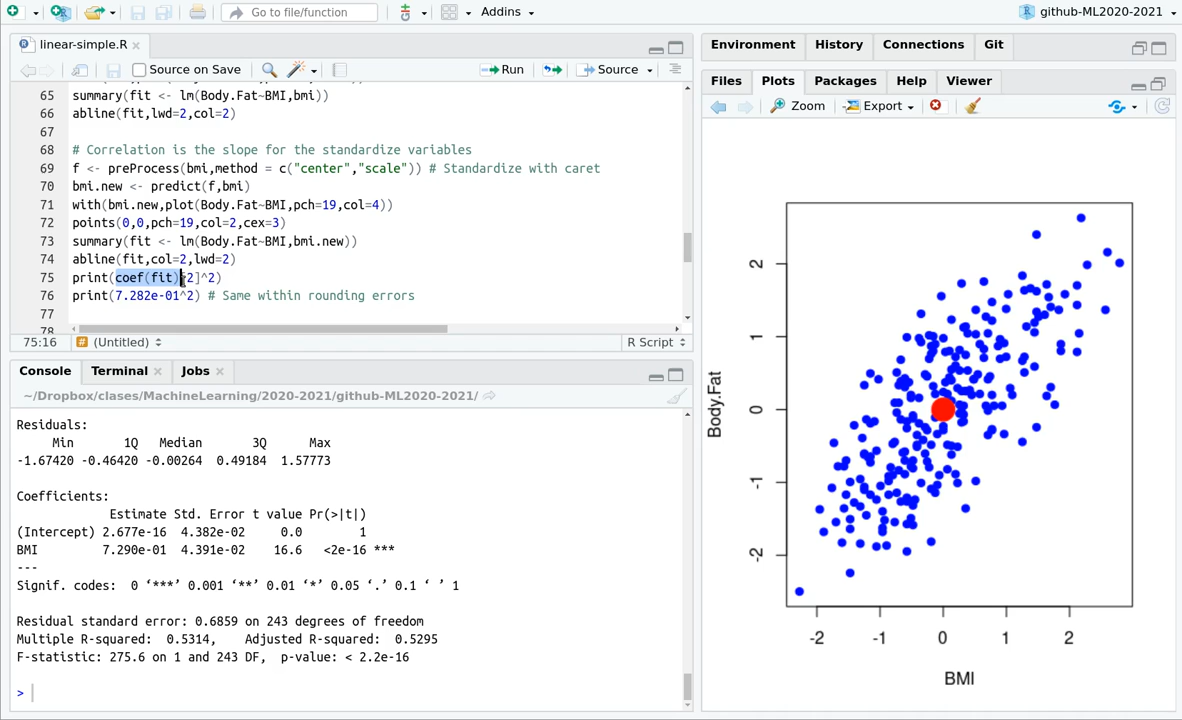 Go to file/function
Addins
github-ML2020-2021
linear-simple.R
Source on Save
Run
Source
65 summary(fit <- lm(Body.Fat~BMI,bmi))
66 abline(fit,lwd=2,col=2)
67
68 # Correlation is the slope for the standardize variables
69 f <- preProcess(bmi,method = c("center","scale")) # Standardize with caret
70 bmi.new <- predict(f,bmi)
71 with(bmi.new,plot(Body.Fat~BMI,pch=19,col=4))
72 points(0,0,pch=19,col=2,cex=3)
73 summary(fit <- lm(Body.Fat~BMI,bmi.new))
74 abline(fit,col=2,lwd=2)
75 print(coef(fit)[2]^2)
76 print(7.282e-01^2) # Same within rounding errors
77
78
75:16 # (Untitled) R Script
Console Terminal Jobs
~/Dropbox/clases/MachineLearning/2020-2021/github-ML2020-2021/
Residuals:
Min 1Q Median 3Q Max
-1.67420 -0.46420 -0.00264 0.49184 1.57773
Coefficients:
Estimate Std. Error t value Pr(>|t|)
(Intercept) 2.677e-16 4.382e-02 0.0 1
BMI 7.290e-01 4.391e-02 16.6 <2e-16 ***
---
Signif. codes: 0 ‘***’ 0.001 ‘**’ 0.01 ‘*’ 0.05 ‘.’ 0.1 ‘ ’ 1
Residual standard error: 0.6859 on 243 degrees of freedom
Multiple R-squared: 0.5314, Adjusted R-squared: 0.5295
F-statistic: 275.6 on 1 and 243 DF, p-value: < 2.2e-16
>
Environment History Connections Git
Files Plots Packages Help Viewer
Zoom Export
2
1
0
-1
-2
Body.Fat
-2 -1 0 1 2
BMI